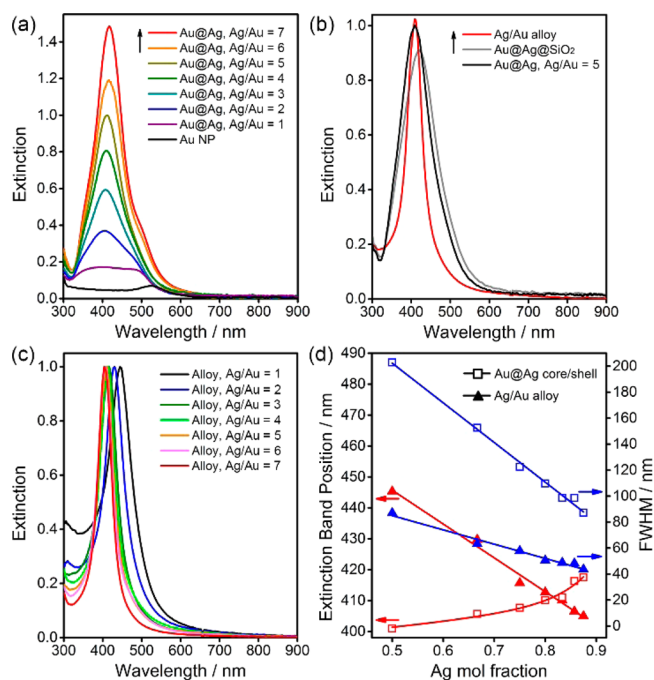 (a)
Au@Ag, Ag/Au = 7
Au@Ag, Ag/Au = 6
Au@Ag, Ag/Au = 5
Au@Ag, Ag/Au = 4
Au@Ag, Ag/Au = 3
Au@Ag, Ag/Au = 2
Au@Ag, Ag/Au = 1
Au NP
Extinction
1.4
1.2
1.0
0.8
0.6
0.4
0.2
0.0
300 400 500 600 700 800 900
Wavelength / nm
(b)
Ag/Au alloy
Au@Ag@SiO₂
Au@Ag, Ag/Au = 5
Extinction
1.0
0.8
0.6
0.4
0.2
0.0
300 400 500 600 700 800 900
Wavelength / nm
(c)
Alloy, Ag/Au = 1
Alloy, Ag/Au = 2
Alloy, Ag/Au = 3
Alloy, Ag/Au = 4
Alloy, Ag/Au = 5
Alloy, Ag/Au = 6
Alloy, Ag/Au = 7
Extinction
1.0
0.8
0.6
0.4
0.2
0.0
300 400 500 600 700 800 900
Wavelength / nm
(d)
Au@Ag core/shell
Ag/Au alloy
Extinction Band Position / nm
490
480
470
460
450
440
430
420
410
400
FWHM / nm
200
180
160
140
120
100
80
60
40
20
0
0.5 0.6 0.7 0.8 0.9
Ag mol fraction